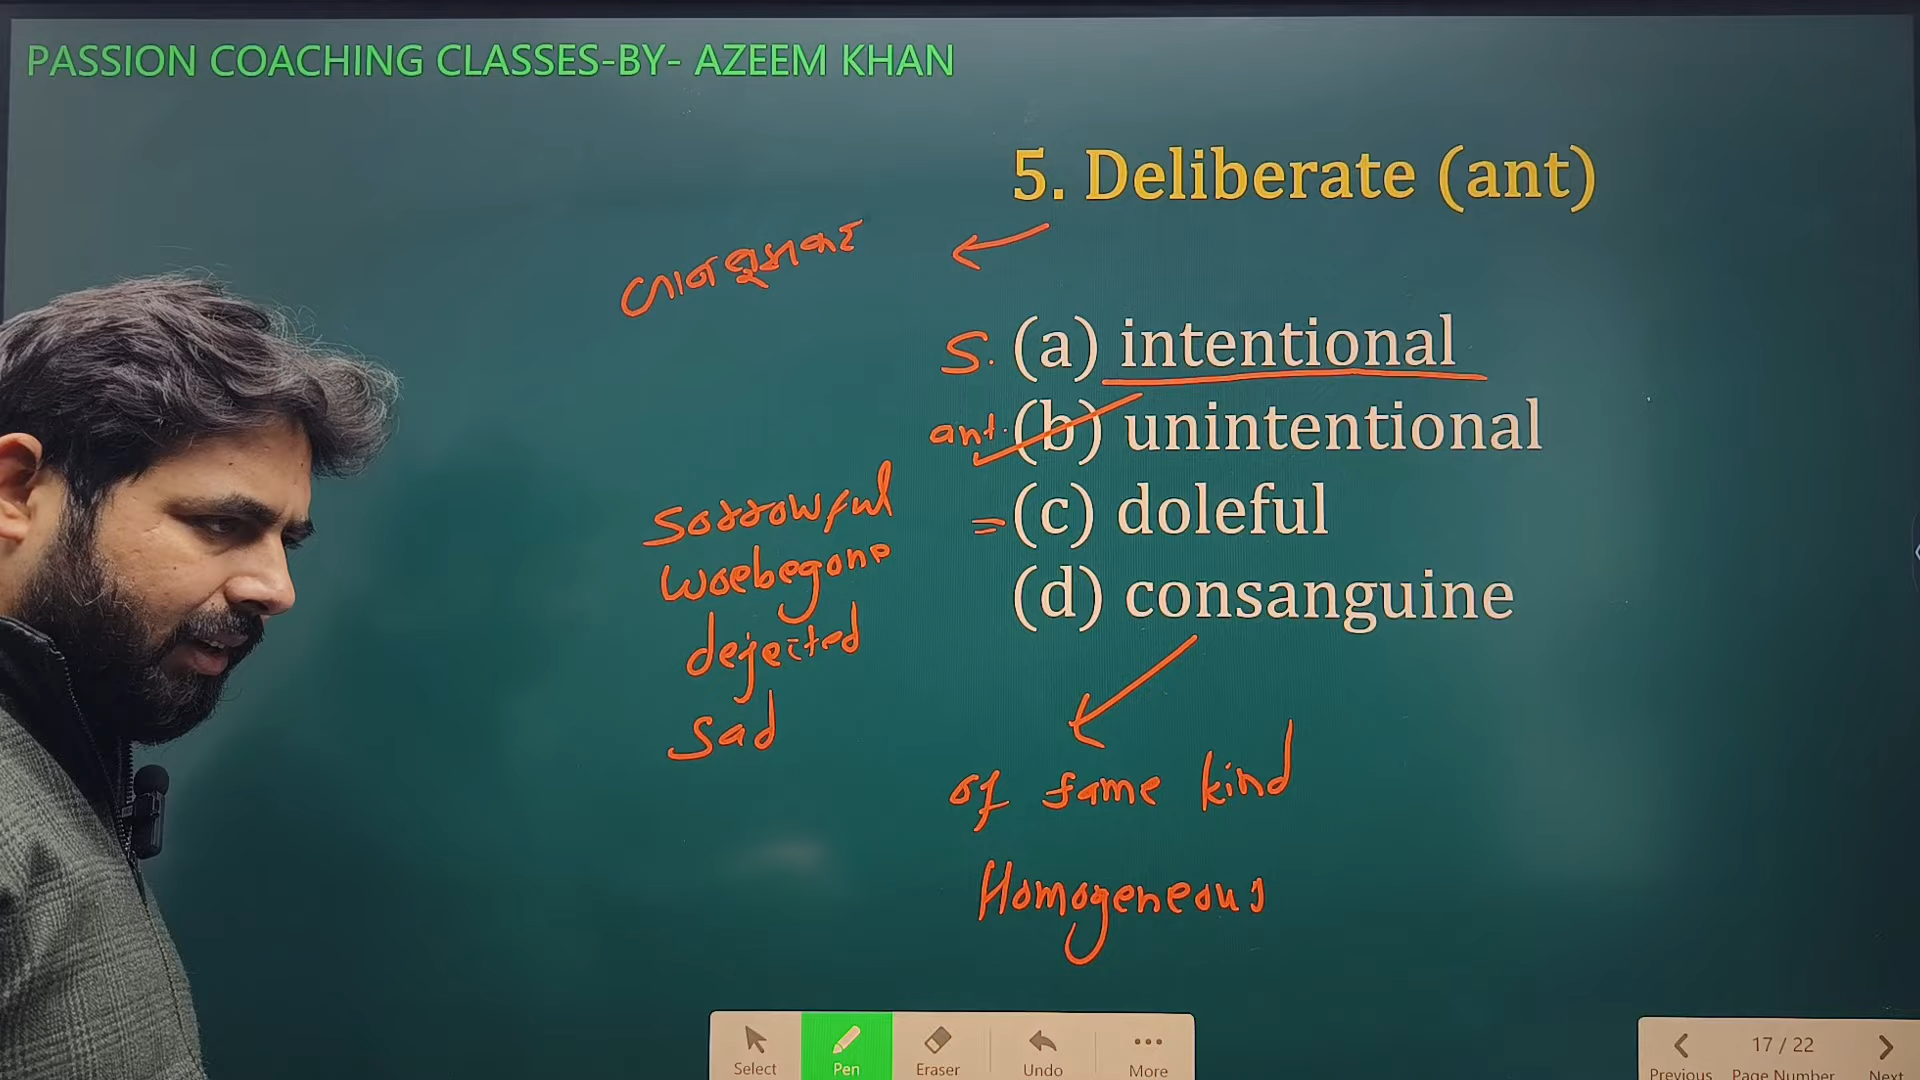 PASSION COACHING CLASSES-BY- AZEEM KHAN
5. Deliberate (ant)
S. (a) intentional
ant. (b) unintentional
= (c) doleful
(d) consanguine
sorrowful
woebegone
dejected
sad
of same kind
Homogeneous
Select
Pen
Eraser
Undo
More
17 / 22
Previous
Page Number
Next